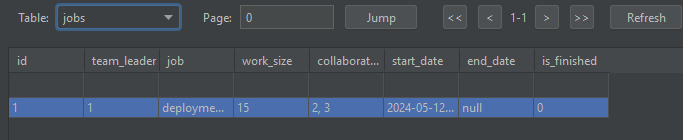 Table: jobs Page: 0 Jump << < 1-1 > >> Refresh
id team_leader job work_size collaborat... start_date end_date is_finished
1 1 deployme... 15 2, 3 2024-05-12... null 0